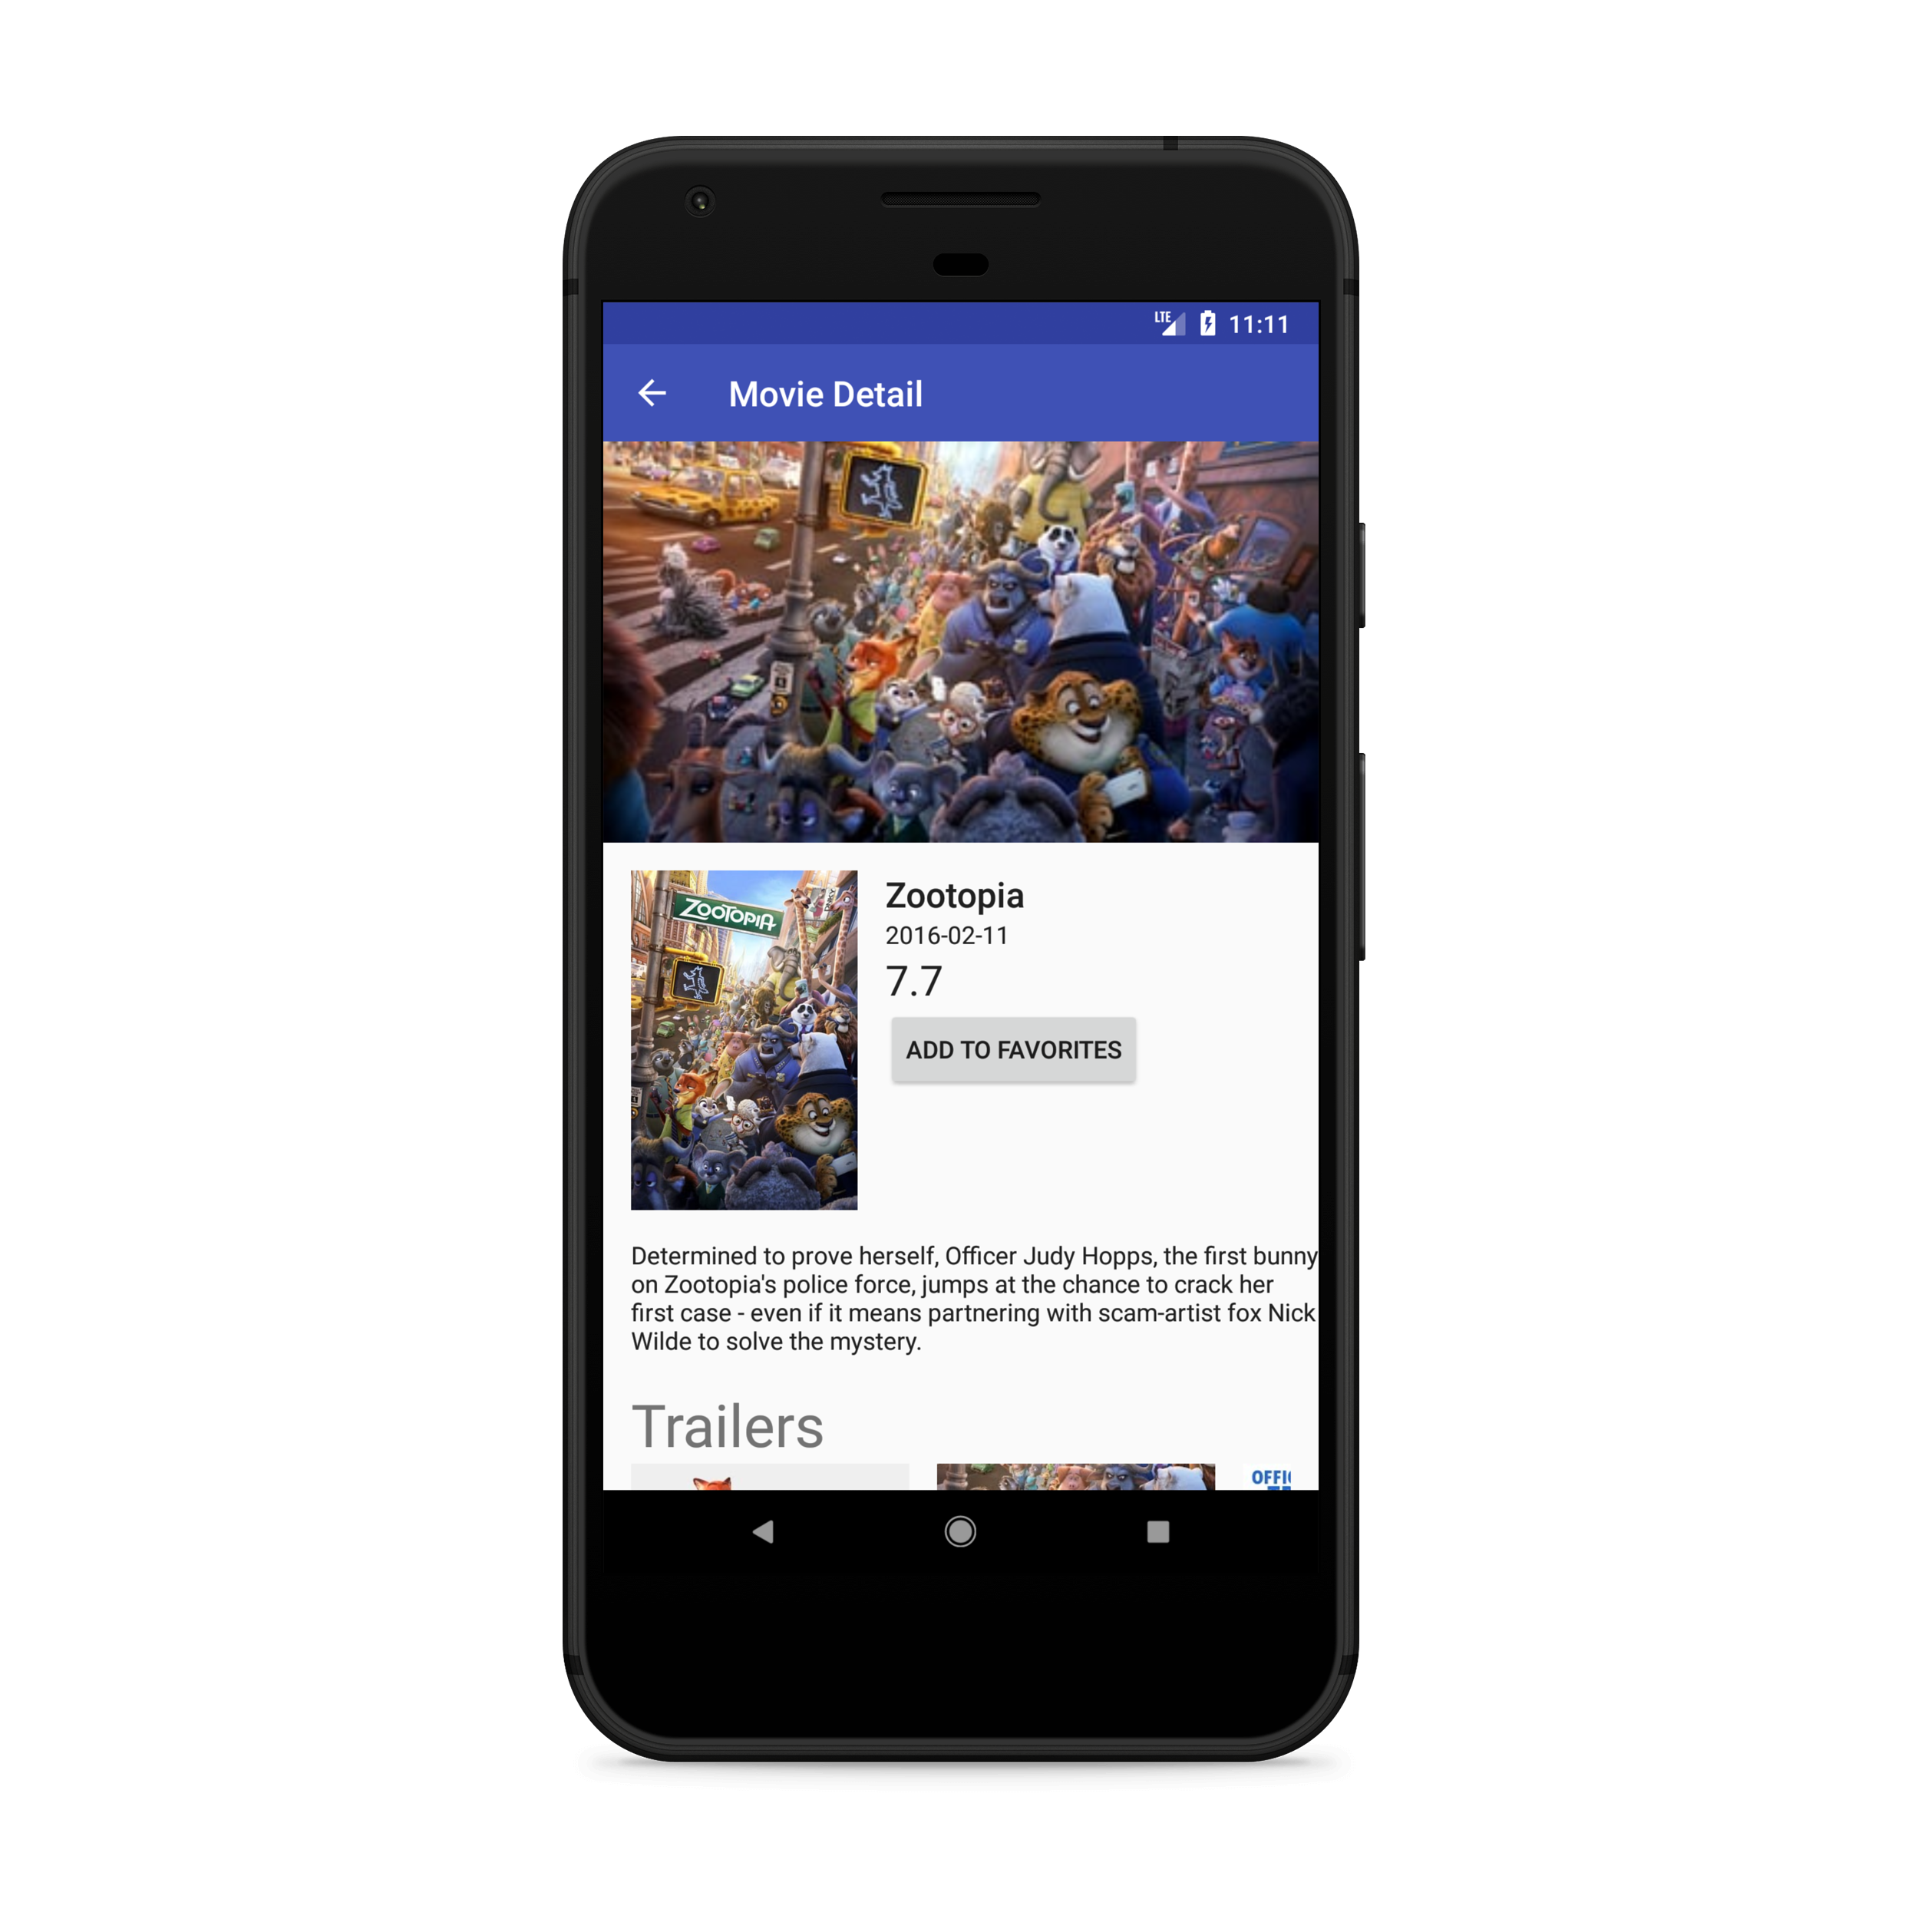 LTE 11:11
Movie Detail
ZOOTOPIA
Zootopia
2016-02-11
7.7
ADD TO FAVORITES
Determined to prove herself, Officer Judy Hopps, the first bunny
on Zootopia's police force, jumps at the chance to crack her
first case - even if it means partnering with scam-artist fox Nick
Wilde to solve the mystery.
Trailers